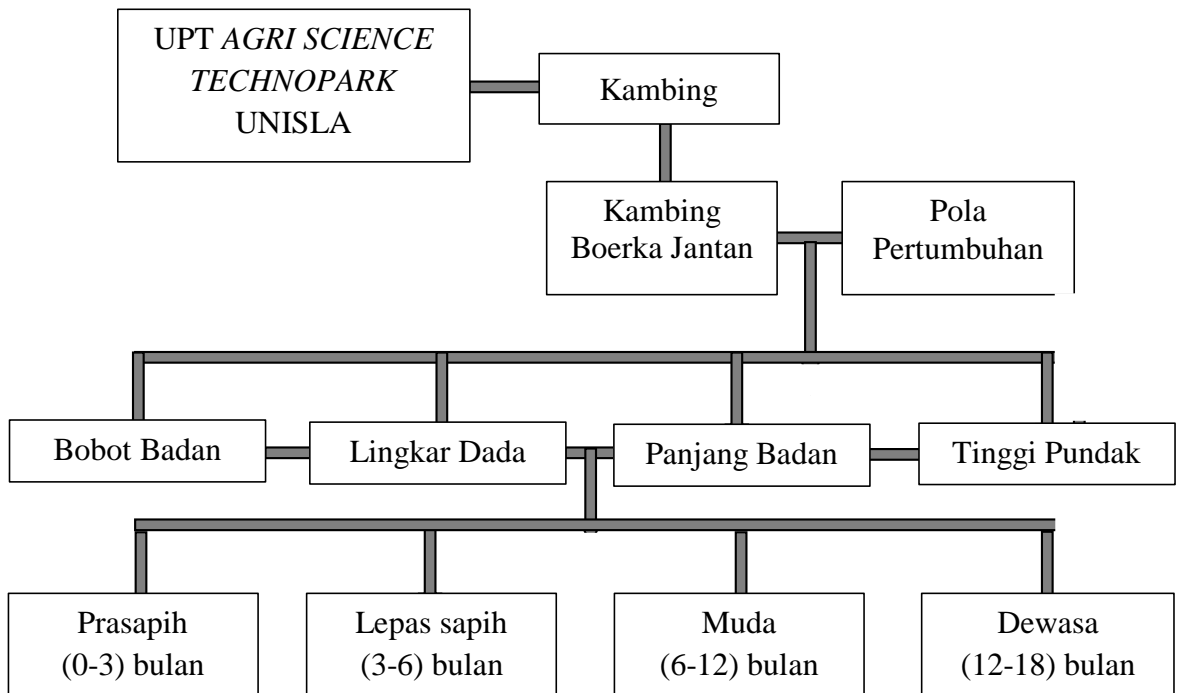 UPT AGRI SCIENCE
TECHNOPARK
UNISLA
Kambing
Kambing
Boerka Jantan
Pola
Pertumbuhan
Bobot Badan
Lingkar Dada
Panjang Badan
Tinggi Pundak
Prasapih
(0-3) bulan
Lepas sapih
(3-6) bulan
Muda
(6-12) bulan
Dewasa
(12-18) bulan